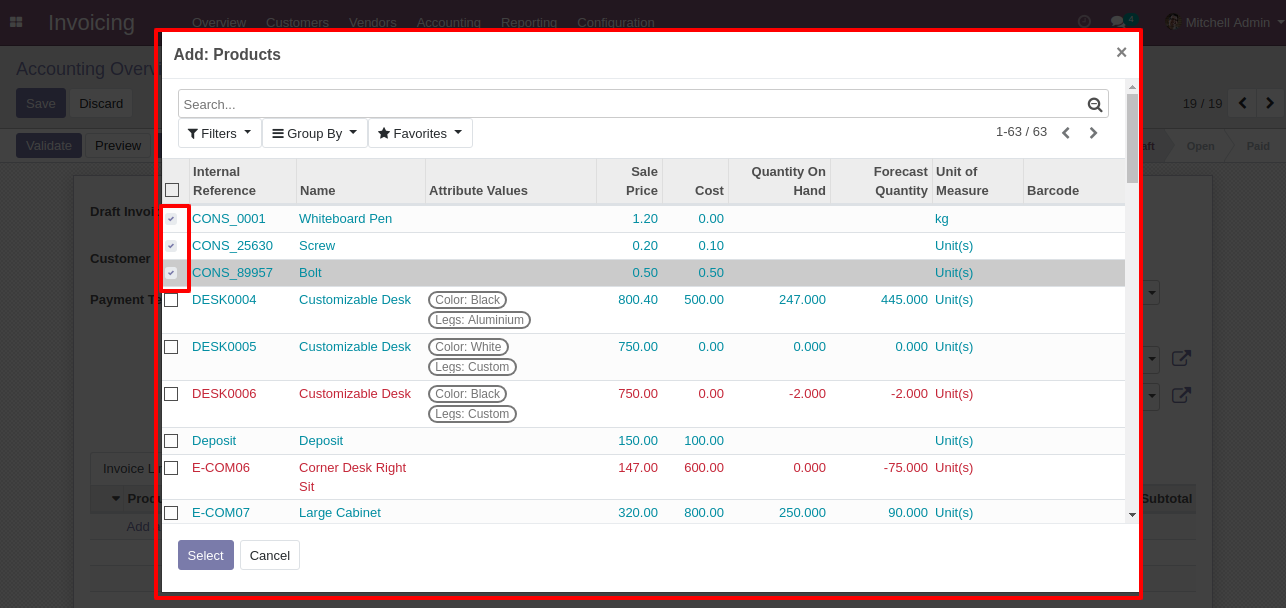 Invoicing Overview Customers Vendors Accounting Reporting Configuration 4 Mitchell Admin
Add: Products ×
Accounting
Save Discard 19 / 19
Search...
Filters Group By Favorites 1-63 / 63
Validate Preview Open Paid
Internal Reference Name Attribute Values Sale Price Cost Quantity On Hand Forecast Quantity Unit of Measure Barcode
Draft
CONS_0001 Whiteboard Pen 1.20 0.00 kg
CONS_25630 Screw 0.20 0.10 Unit(s)
Customer
CONS_89957 Bolt 0.50 0.50 Unit(s)
Payment
DESK0004 Customizable Desk Color: Black 800.40 500.00 247.000 445.000 Unit(s)
Legs: Aluminium
DESK0005 Customizable Desk Color: White 750.00 0.00 0.000 0.000 Unit(s)
Legs: Custom
DESK0006 Customizable Desk Color: Black 750.00 0.00 -2.000 -2.000 Unit(s)
Legs: Custom
Deposit Deposit 150.00 100.00 Unit(s)
E-COM06 Corner Desk Right Sit 147.00 600.00 0.000 -75.000 Unit(s)
Invoice
Subtotal
E-COM07 Large Cabinet 320.00 800.00 250.000 90.000 Unit(s)
Add
Select Cancel